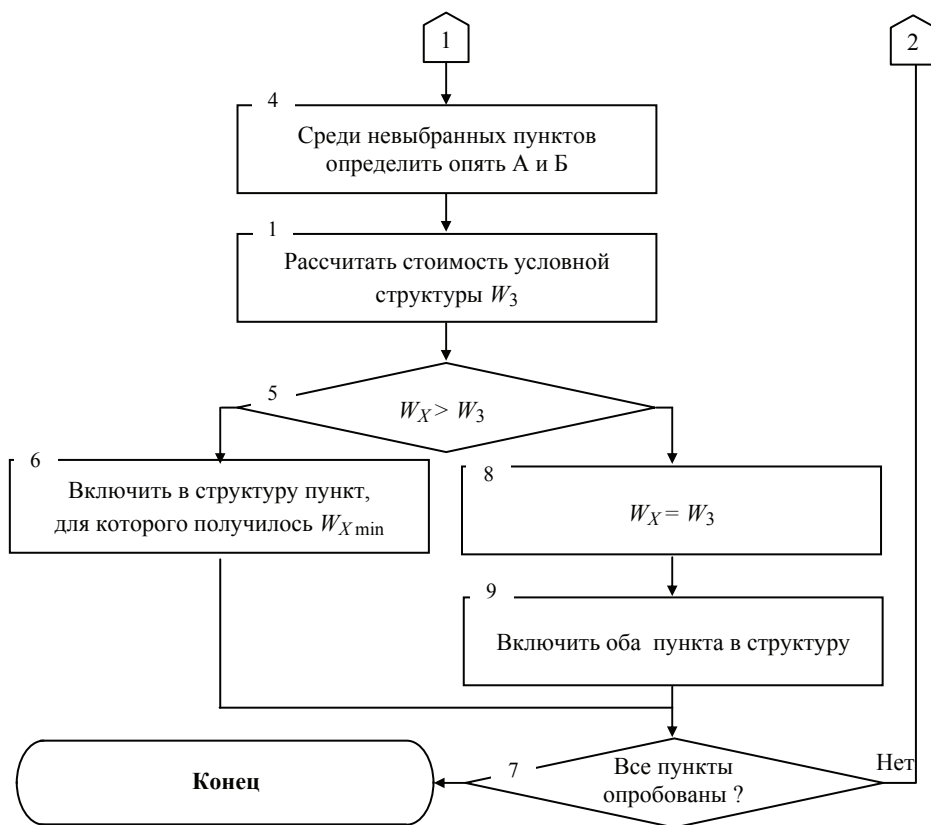 1
2
4
Среди невыбранных пунктов
определить опять А и Б
1
Рассчитать стоимость условной
структуры W3
5
WX > W3
6
Включить в структуру пункт,
для которого получилось WX min
8
WX = W3
9
Включить оба пункта в структуру
Конец
7
Все пункты
опробованы ?
Нет